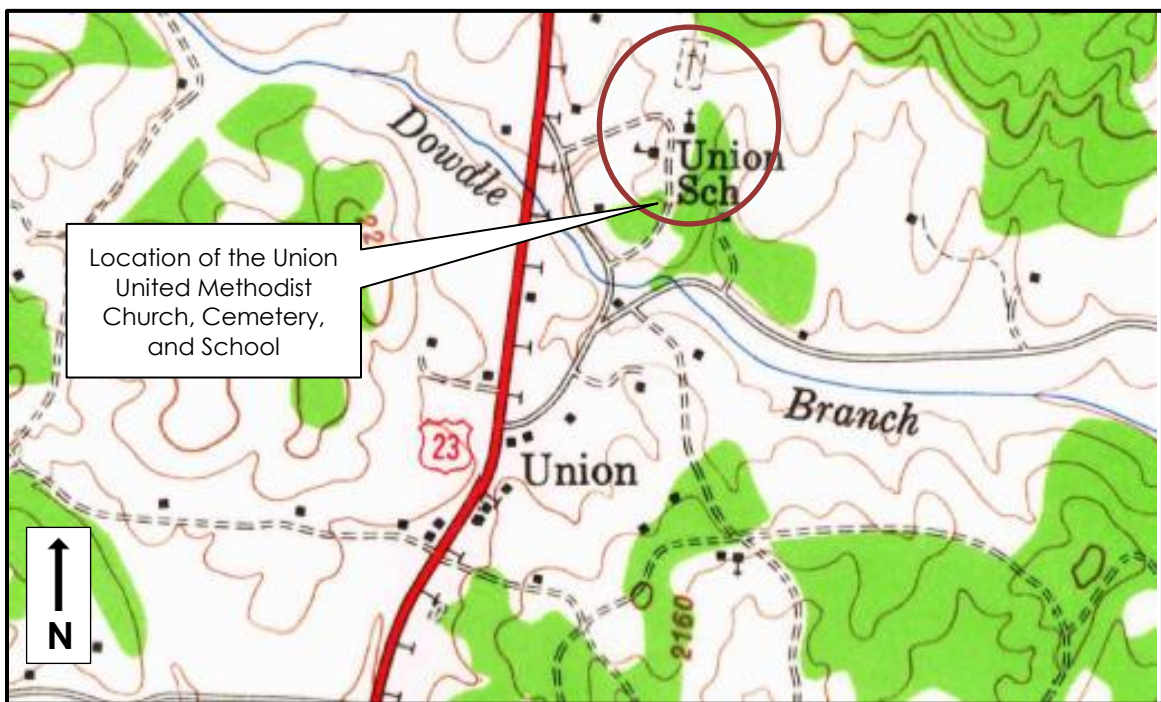 Dowdle
Union
Sch
22
Location of the Union
United Methodist
Church, Cemetery,
and School
Branch
23
Union
N
2160